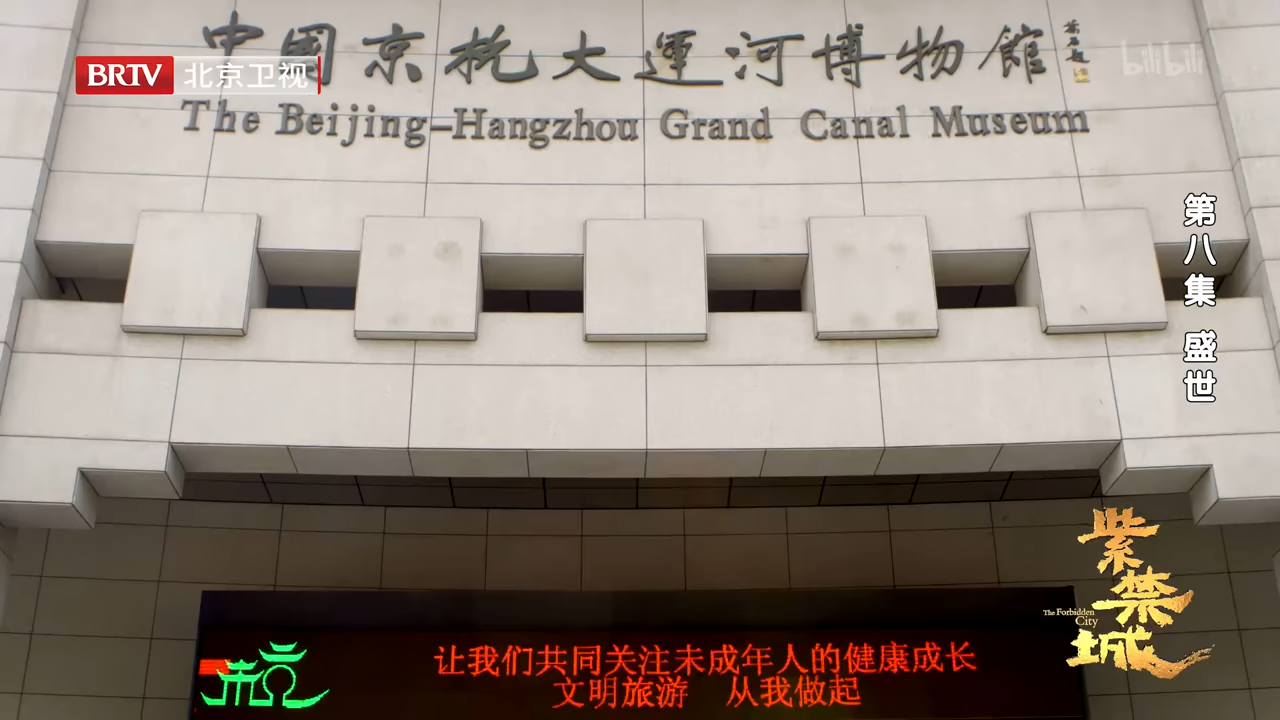 中國京杭大運河博物館
The Beijing-Hangzhou Grand Canal Museum
BRTV 北京卫视
bilibili
第八集 盛世
紫禁城
The Forbidden
City
让我们共同关注未成年人的健康成长
文明旅游 从我做起